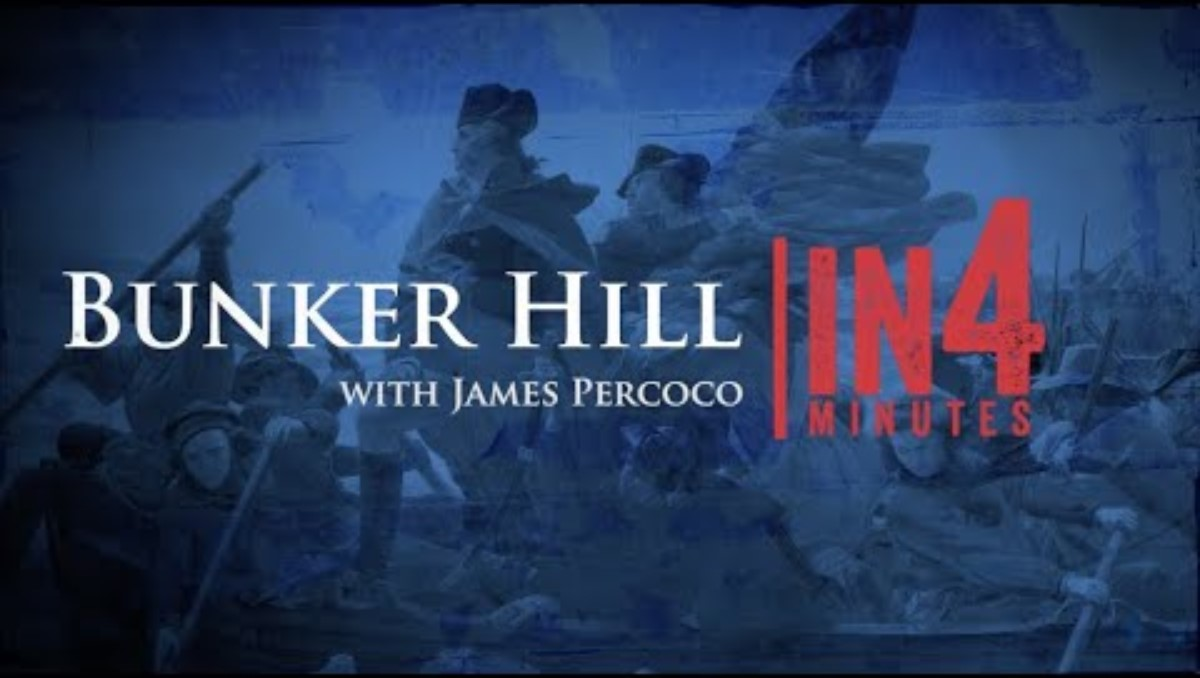 BUNKER HILL
WITH JAMES PERCOCO
IN4
MINUTES